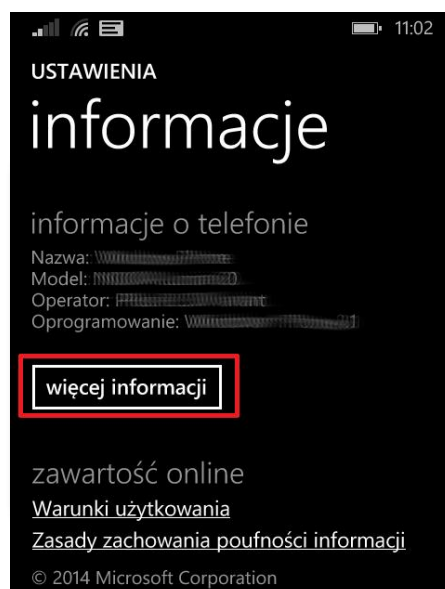 11:02
USTAWIENIA
informacje
informacje o telefonie
Nazwa:
Model:
Operator:
Oprogramowanie:
więcej informacji
zawartość online
Warunki użytkowania
Zasady zachowania poufności informacji
© 2014 Microsoft Corporation